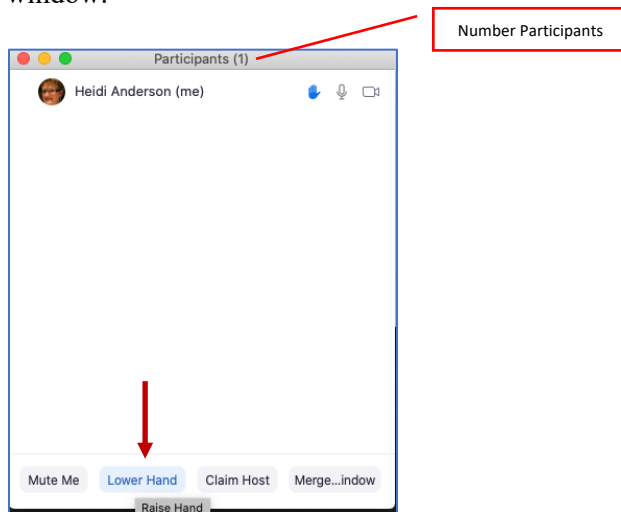 window.
Number Participants
Participants (1)
Heidi Anderson (me)
Mute Me Lower Hand Claim Host Merge...indow
Raise Hand